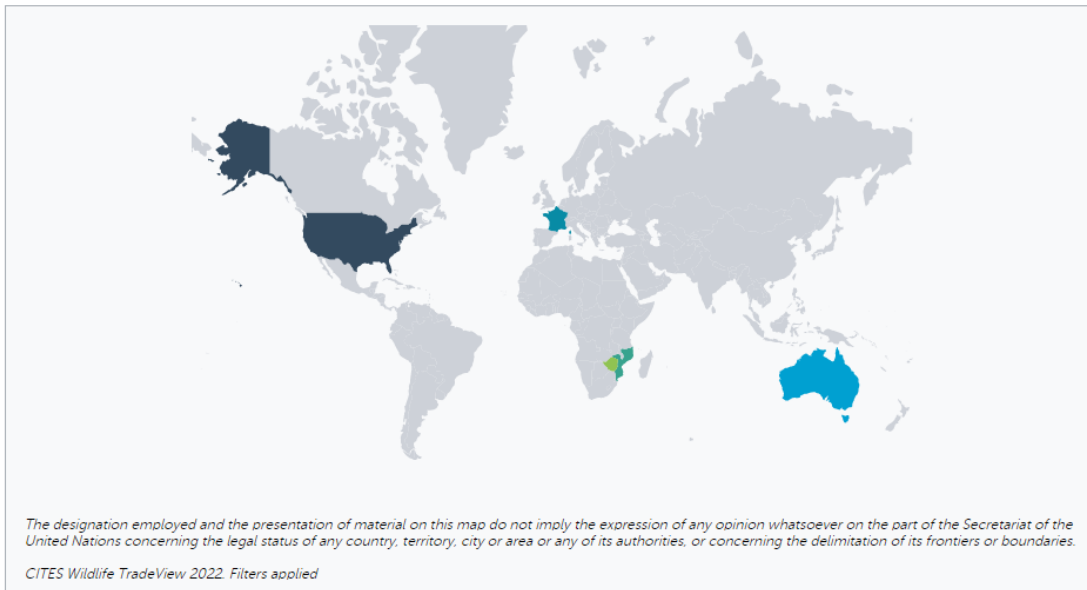 The designation employed and the presentation of material on this map do not imply the expression of any opinion whatsoever on the part of the Secretariat of the
United Nations concerning the legal status of any country, territory, city or area or any of its authorities, or concerning the delimitation of its frontiers or boundaries.
CITES Wildlife TradeView 2022. Filters applied